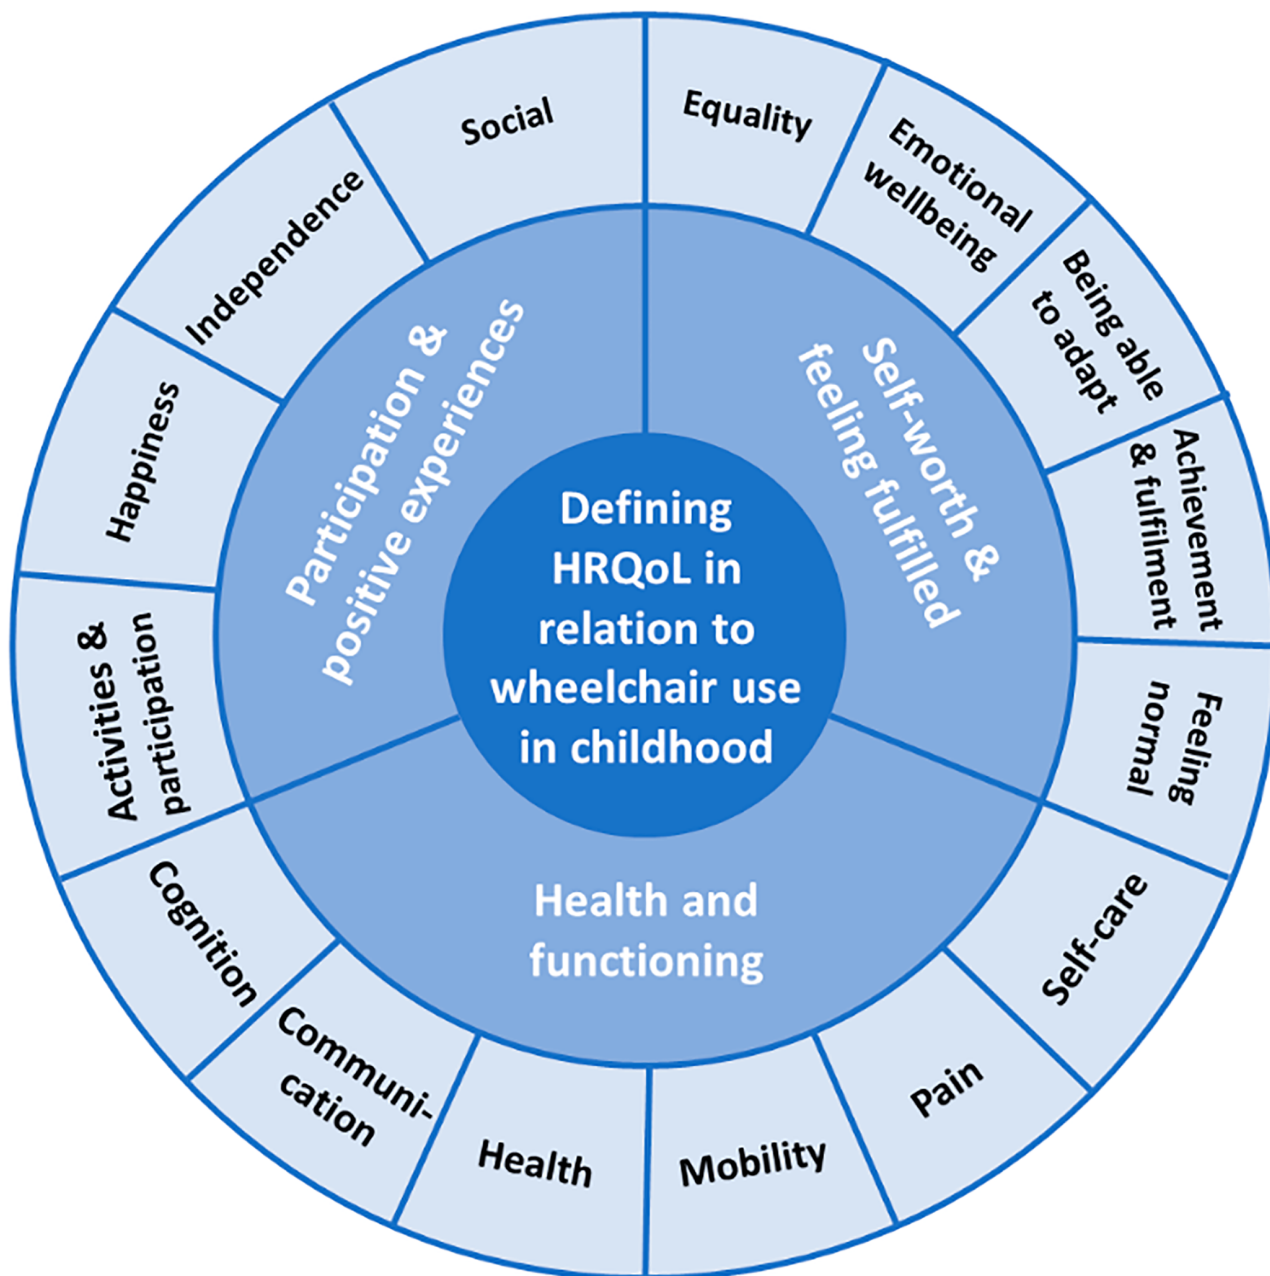 Defining
HRQoL in
relation to
wheelchair use
in childhood
Participation &
positive experiences
Self-worth &
feeling fulfilled
Health and
functioning
Social
Equality
Emotional
wellbeing
Being able
to adapt
Achievement
& fulfilment
Feeling
normal
Self-care
Pain
Mobility
Health
Communi-
cation
Cognition
Activities &
participation
Happiness
Independence